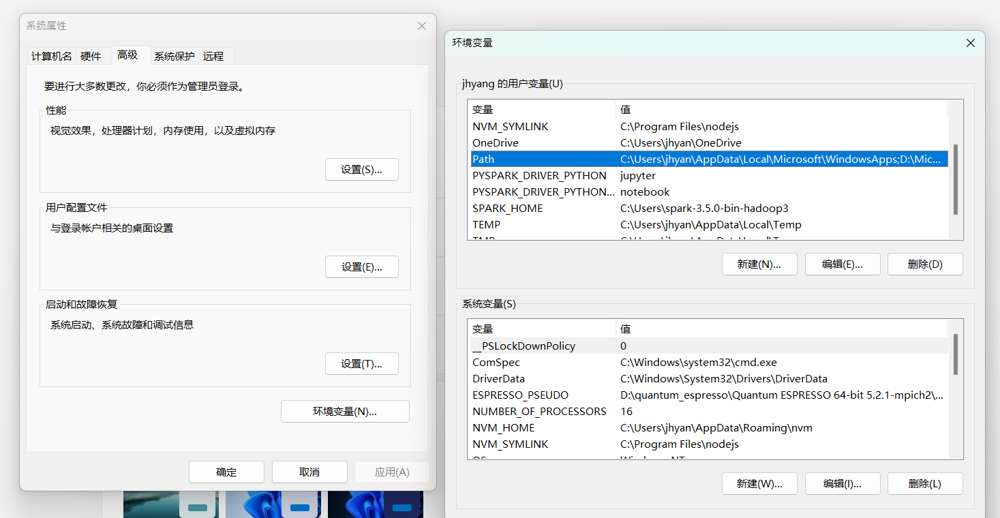 系统属性
计算机名 硬件 高级 系统保护 远程
要进行大多数更改，你必须作为管理员登录。
性能
视觉效果，处理器计划，内存使用，以及虚拟内存
设置(S)...
用户配置文件
与登录帐户相关的桌面设置
设置(E)...
启动和故障恢复
系统启动、系统故障和调试信息
设置(T)...
环境变量(N)...
确定 取消 应用(A)
环境变量
jhyang 的用户变量(U)
变量 值
NVM_SYMLINK C:\Program Files\nodejs
OneDrive C:\Users\jhyan\OneDrive
Path C:\Users\jhyan\AppData\Local\Microsoft\WindowsApps;D:\Mic...
PYSPARK_DRIVER_PYTHON jupyter
PYSPARK_DRIVER_PYTHON... notebook
SPARK_HOME C:\Users\spark-3.5.0-bin-hadoop3
TEMP C:\Users\jhyan\AppData\Local\Temp
新建(N)... 编辑(E)... 删除(D)
系统变量(S)
变量 值
__PSLockDownPolicy 0
ComSpec C:\Windows\system32\cmd.exe
DriverData C:\Windows\System32\Drivers\DriverData
ESPRESSO_PSEUDO D:\quantum_espresso\Quantum ESPRESSO 64-bit 5.2.1-mpich2\...
NUMBER_OF_PROCESSORS 16
NVM_HOME C:\Users\jhyan\AppData\Roaming\nvm
NVM_SYMLINK C:\Program Files\nodejs
新建(W)... 编辑(I)... 删除(L)